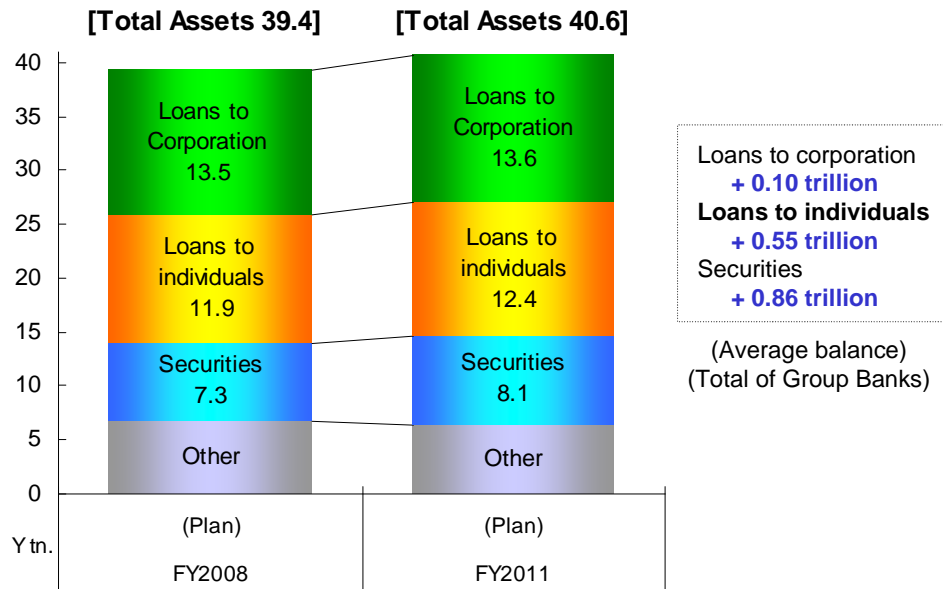 [Total Assets 39.4]
[Total Assets 40.6]
40
35
30
25
20
15
10
5
0
Y tn.
Loans to
Corporation
13.5
Loans to
individuals
11.9
Securities
7.3
Other
Loans to
Corporation
13.6
Loans to
individuals
12.4
Securities
8.1
Other
(Plan)
FY2008
(Plan)
FY2011
Loans to corporation
+ 0.10 trillion
Loans to individuals
+ 0.55 trillion
Securities
+ 0.86 trillion
(Average balance)
(Total of Group Banks)